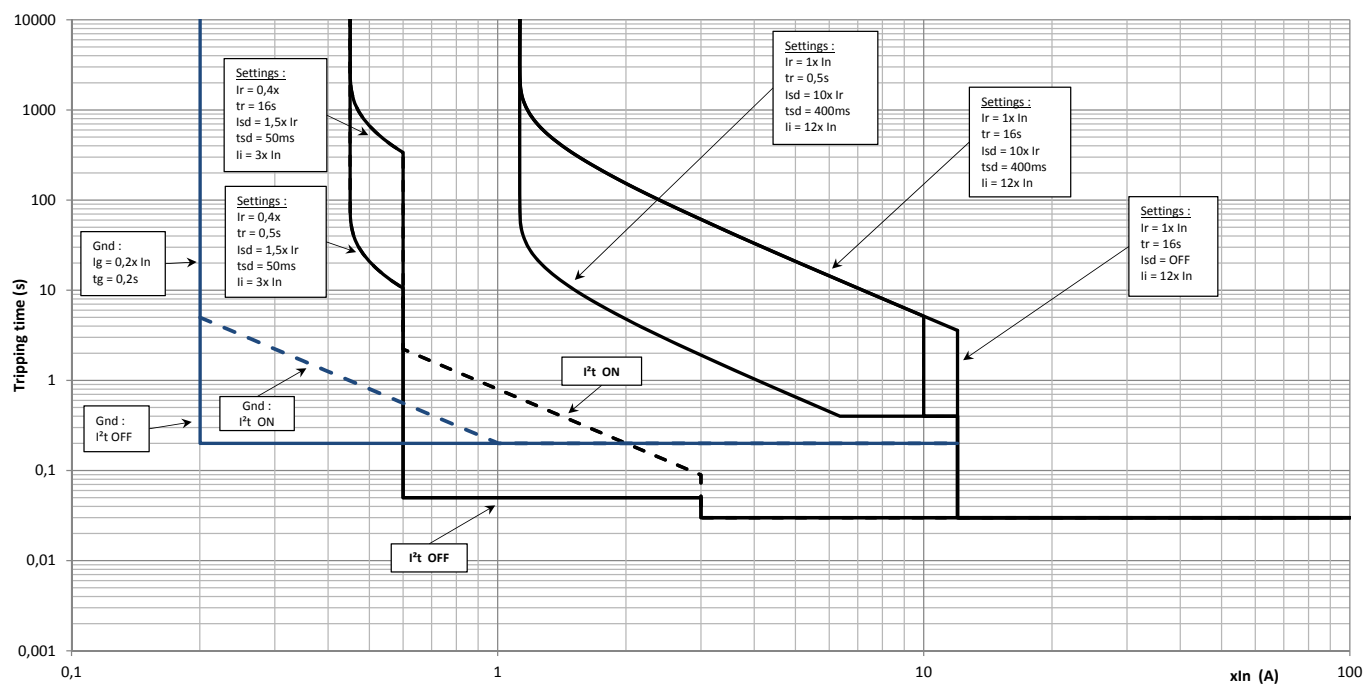 10000
1000
100
10
1
0,1
0,01
0,001
Tripping time (s)
Settings :
Ir = 0,4x
tr = 16s
Isd = 1,5x Ir
tsd = 50ms
Ii = 3x In
Settings :
Ir = 0,4x
tr = 0,5s
Isd = 1,5x Ir
tsd = 50ms
Ii = 3x In
Gnd :
Ig = 0,2x In
tg = 0,2s
Gnd :
I²t OFF
Gnd :
I²t ON
Settings :
Ir = 1x In
tr = 0,5s
Isd = 10x Ir
tsd = 400ms
Ii = 12x In
Settings :
Ir = 1x In
tr = 16s
Isd = 10x Ir
tsd = 400ms
Ii = 12x In
Settings :
Ir = 1x In
tr = 16s
Isd = OFF
Ii = 12x In
I²t ON
I²t OFF
0,1
1
10
100
xIn (A)